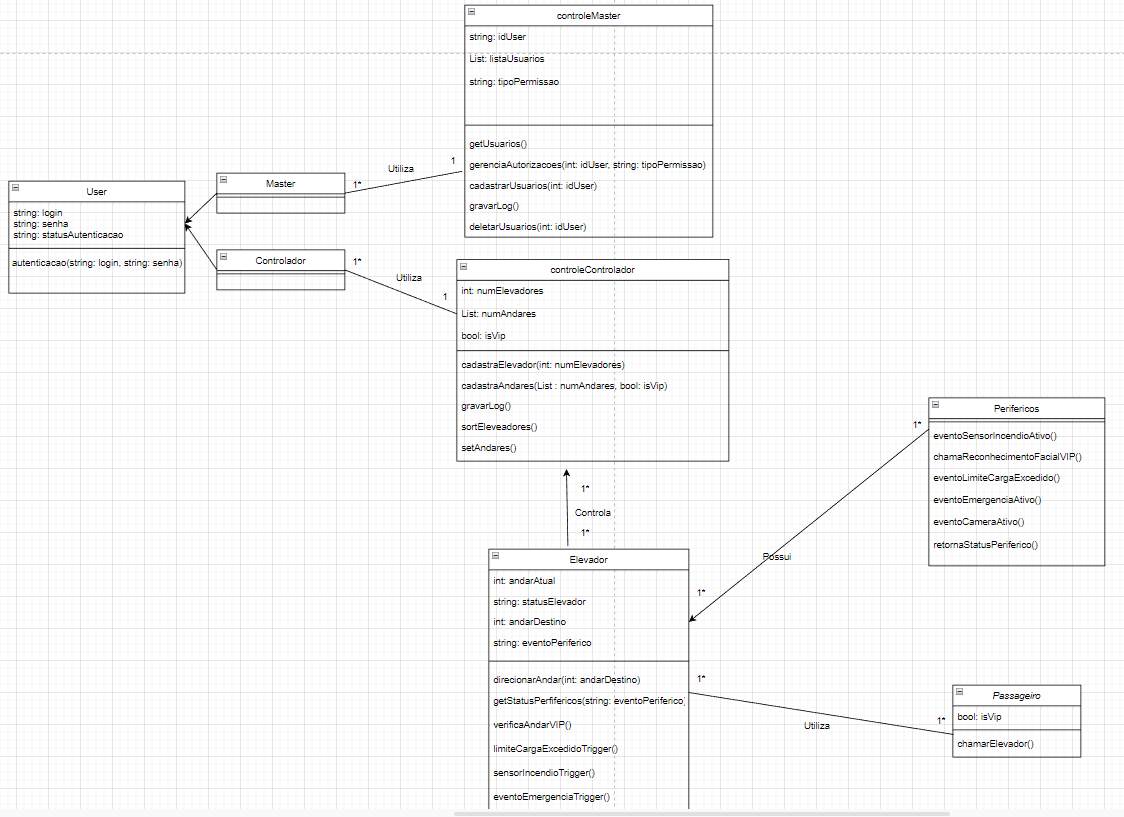 controleMaster
string: idUser
List: listaUsuarios
string: tipoPermissao
getUsuarios()
gerenciaAutorizacoes(int: idUser, string: tipoPermissao)
cadastrarUsuarios(int: idUser)
gravarLog()
deletarUsuarios(int: idUser)
Utiliza
1
1*
Master
User
string: login
string: senha
string: statusAutenticacao
autenticacao(string: login, string: senha)
Controlador
1*
Utiliza
1
controleControlador
int: numElevadores
List: numAndares
bool: isVip
cadastraElevador(int: numElevadores)
cadastraAndares(List : numAndares, bool: isVip)
gravarLog()
sortEleveadores()
setAndares()
1*
Controla
1*
Perifericos
eventoSensorIncendioAtivo()
chamaReconhecimentoFacialVIP()
eventoLimiteCargaExcedido()
eventoEmergenciaAtivo()
eventoCameraAtivo()
retornaStatusPeriferico()
1*
Possui
1*
Elevador
int: andarAtual
string: statusElevador
int: andarDestino
string: eventoPeriferico
direcionarAndar(int: andarDestino)
getStatusPerfifericos(string: eventoPeriferico)
verificaAndarVIP()
limiteCargaExcedidoTrigger()
sensorIncendioTrigger()
eventoEmergenciaTrigger()
1*
Utiliza
1*
Passageiro
bool: isVip
chamarElevador()